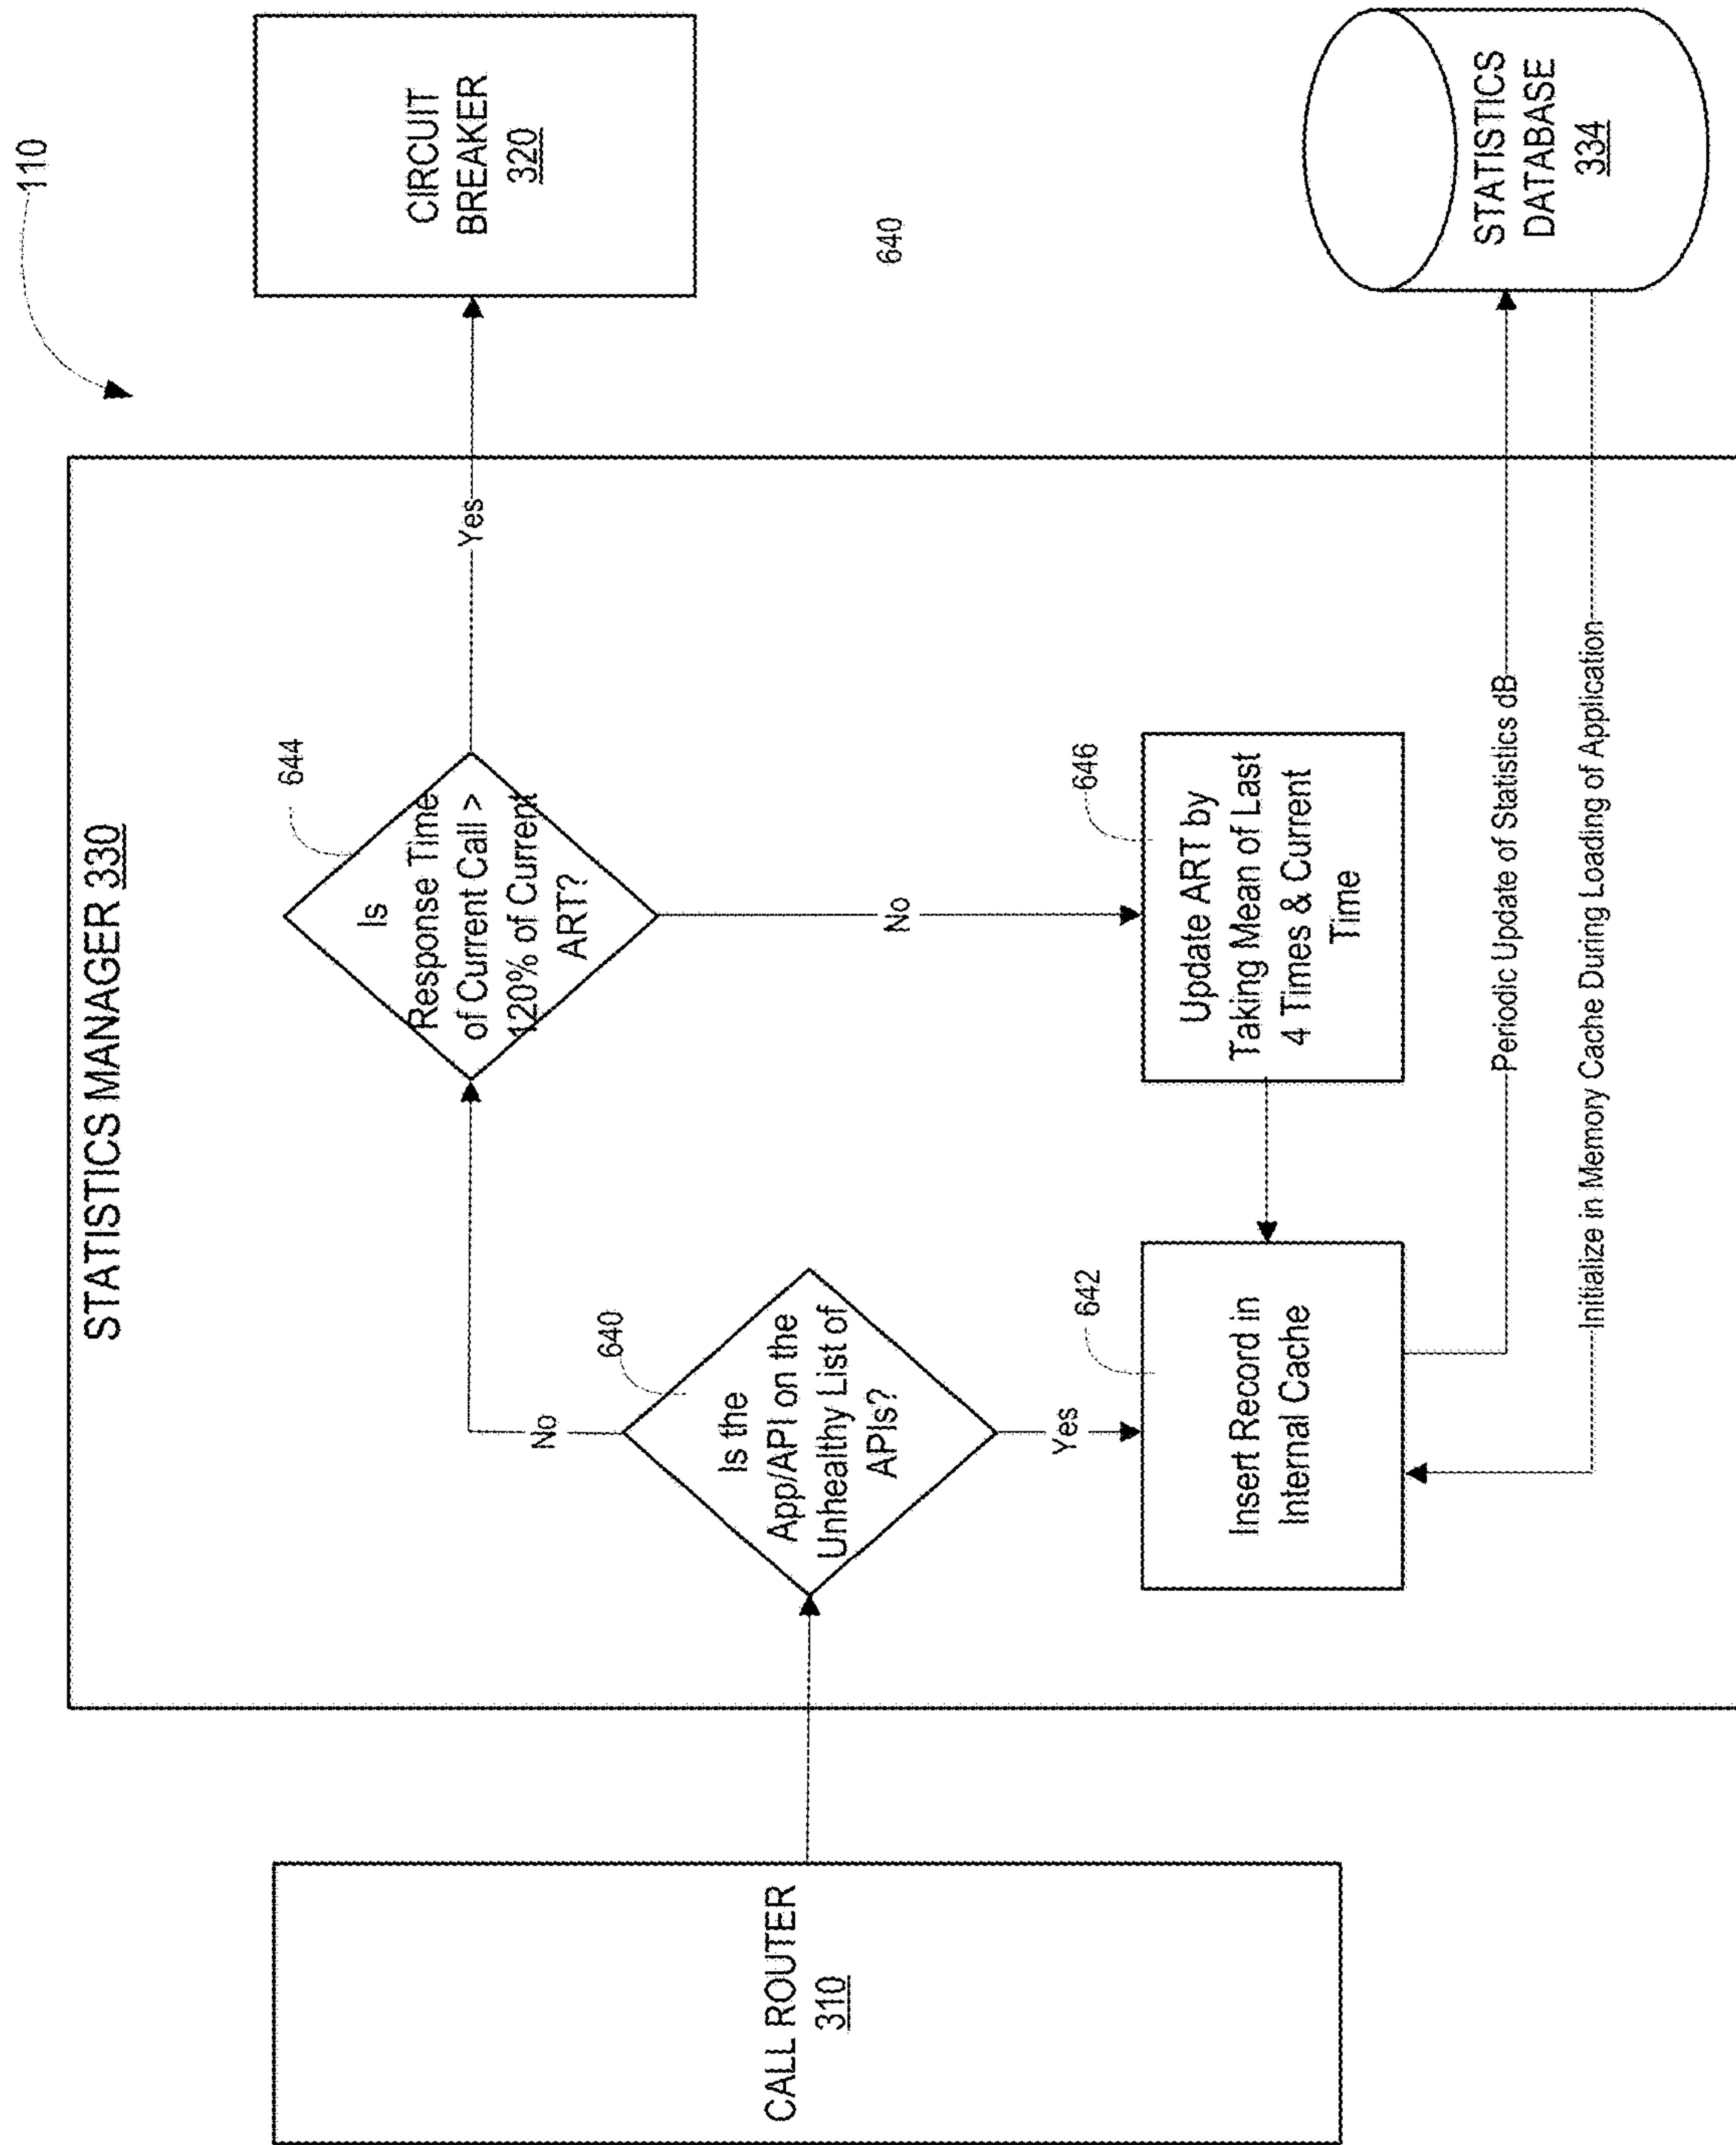 110
STATISTICS MANAGER 330
CALL ROUTER
310
Is the
App/API on the
Unhealthy List of
APIs?
640
No
Yes
Is
Response Time
of Current Call >
120% of Current
ART?
644
Yes
No
CIRCUIT
BREAKER
320
640
Insert Record in
Internal Cache
642
Update ART by
Taking Mean of Last
4 Times & Current
Time
646
Periodic Update of Statistics dB
Initialize in Memory Cache During Loading of Application
STATISTICS
DATABASE
334